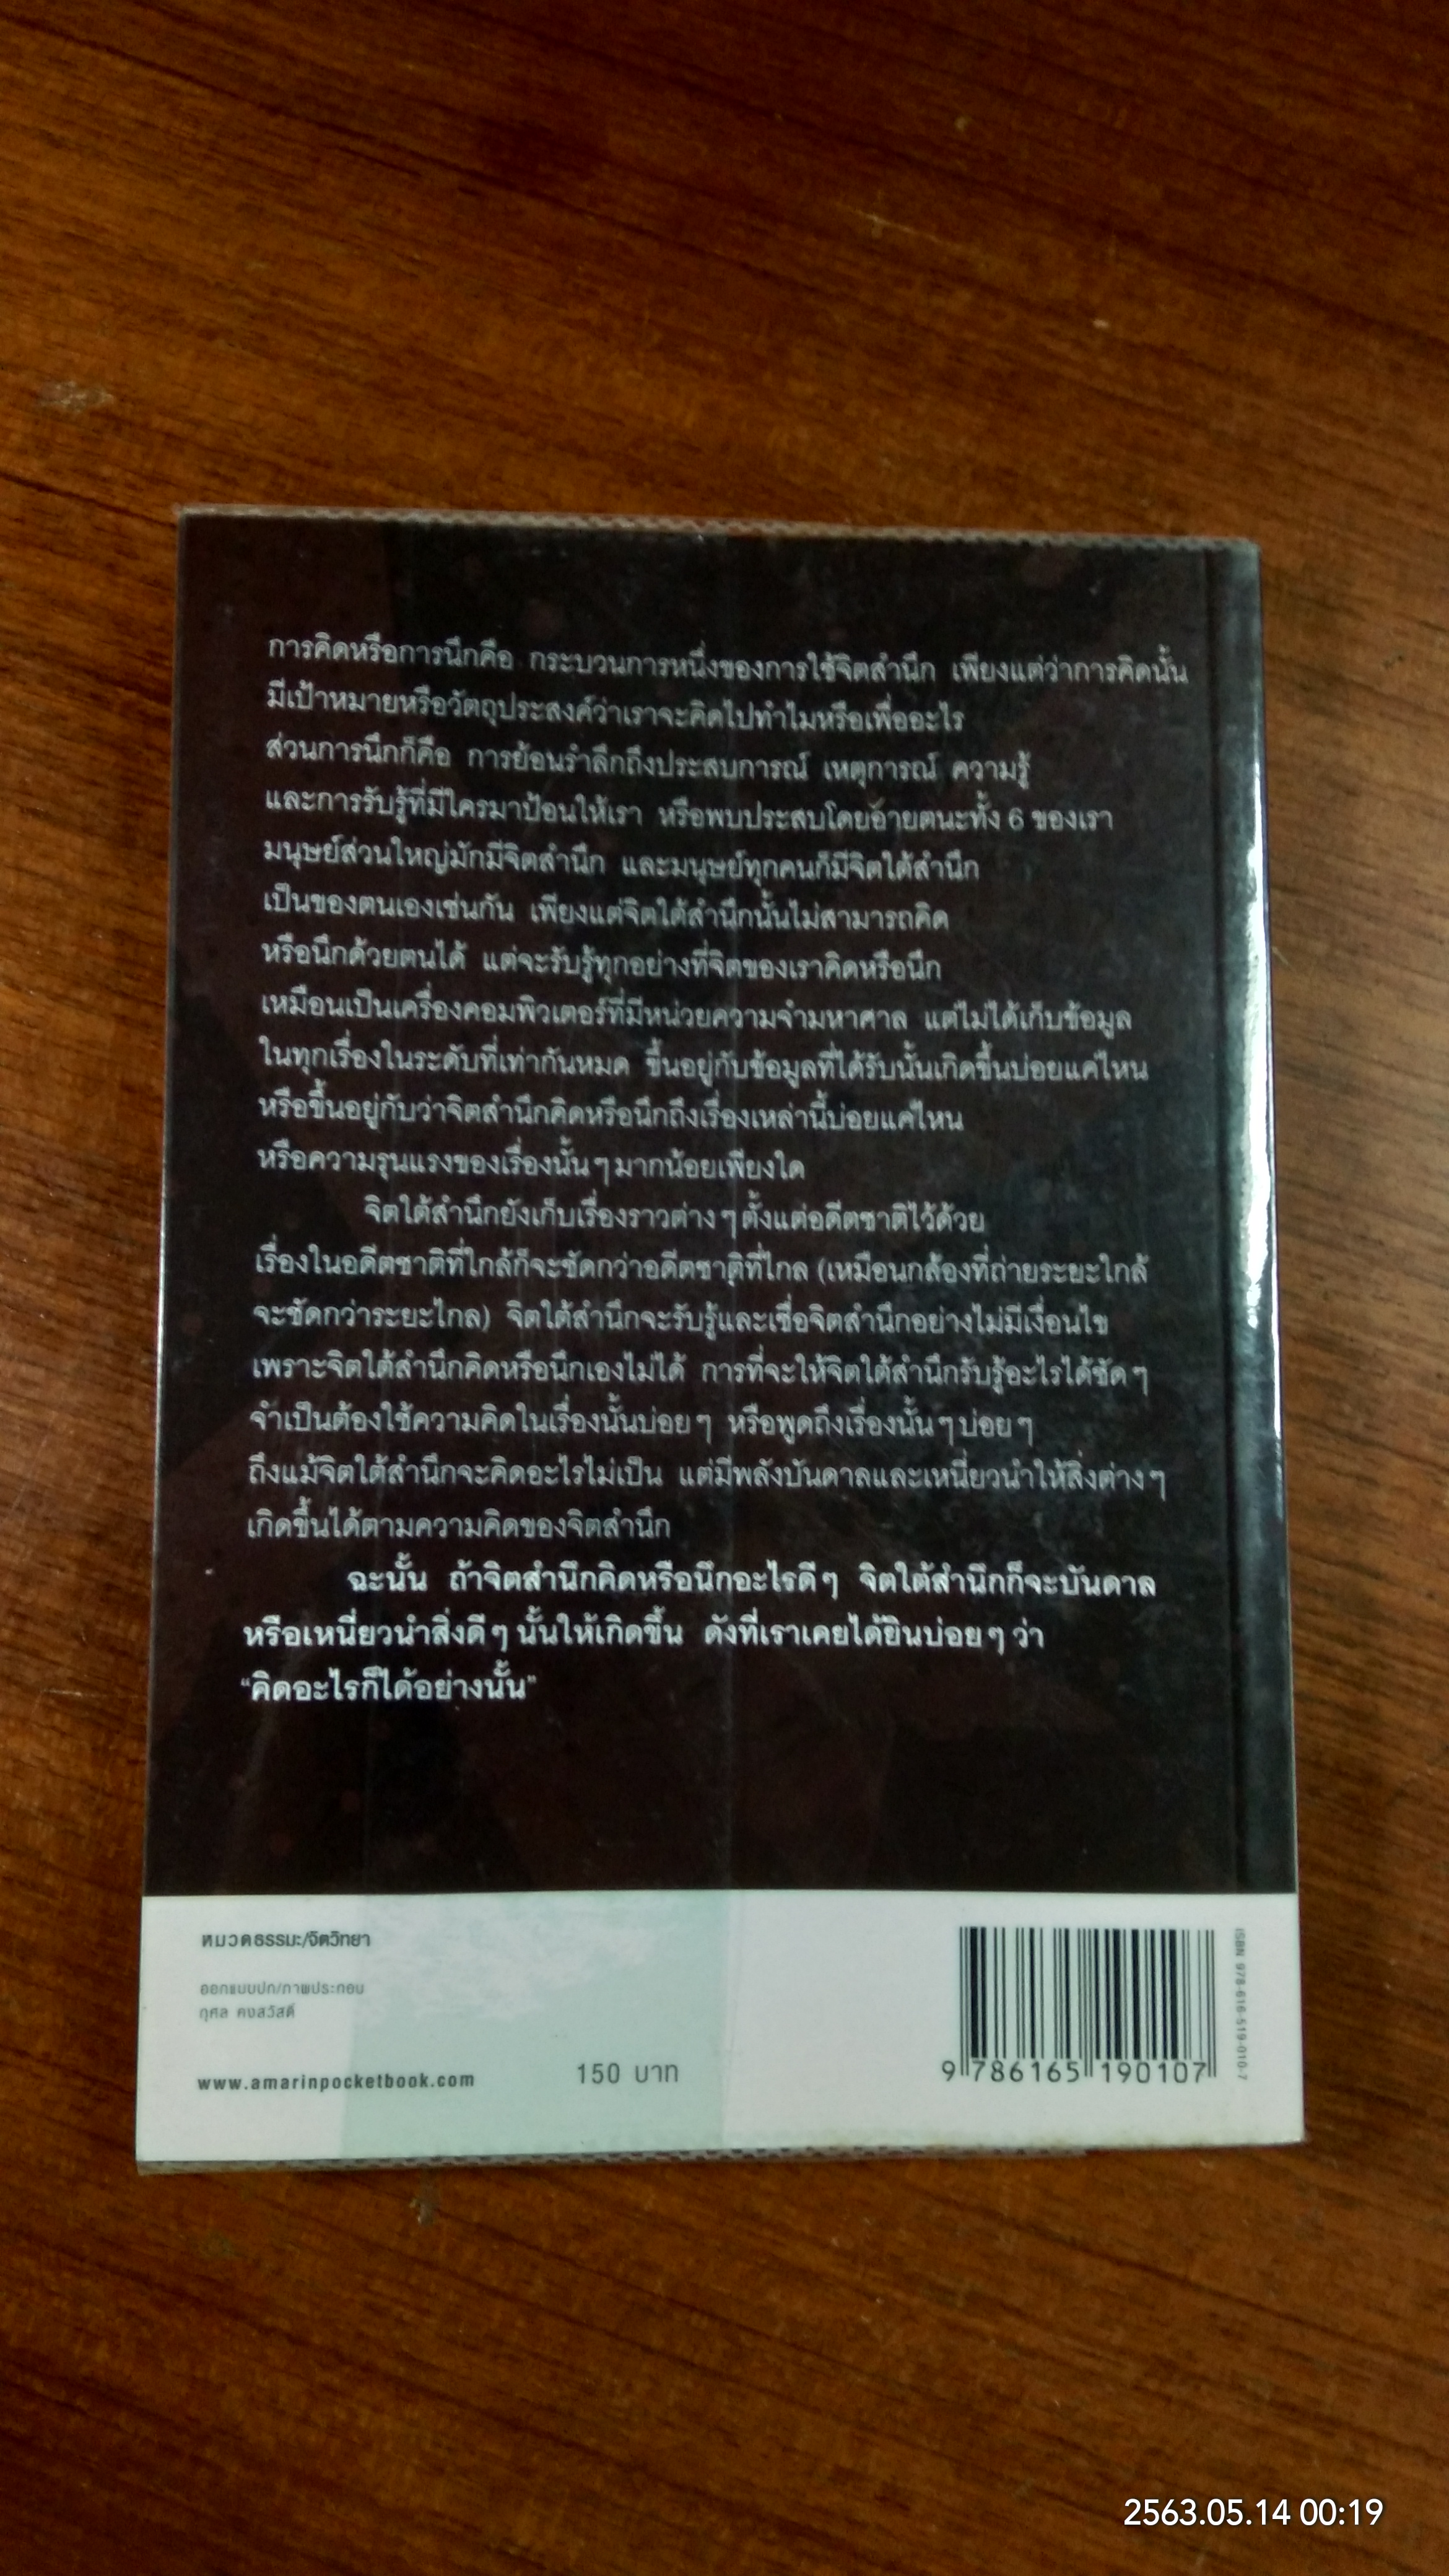 การคิดหรือการนึกคือ กระบวนการหนึ่งของการใช้จิตสำนึก เพียงแต่ว่าการคิดนั้น
มีเป้าหมายหรือวัตถุประสงค์ว่าเราจะคิดไปทำไมหรือเพื่ออะไร
ส่วนการนึกก็คือ การย้อนรำลึกถึงประสบการณ์ เหตุการณ์ ความรู้
และการรับรู้ที่มีใครมาป้อนให้เรา หรือพบประสบโดยอายตนะทั้ง 6 ของเรา
มนุษย์ส่วนใหญ่มักมีจิตสำนึก และมนุษย์ทุกคนก็มีจิตใต้สำนึก
เป็นของตนเองเช่นกัน เพียงแต่จิตใต้สำนึกนั้นไม่สามารถคิด
หรือนึกด้วยตนได้ แต่จะรับรู้ทุกอย่างที่จิตของเราคิดหรือนึก
เหมือนเป็นเครื่องคอมพิวเตอร์ที่มีหน่วยความจำมหาศาล แต่ไม่ได้เก็บข้อมูล
ในทุกเรื่องในระดับที่เท่ากันหมด ขึ้นอยู่กับข้อมูลที่ได้รับนั้นเกิดขึ้นบ่อยแค่ไหน
หรือขึ้นอยู่กับว่าจิตสำนึกคิดหรือนึกถึงเรื่องเหล่านี้บ่อยแค่ไหน
หรือความรุนแรงของเรื่องนั้น ๆ มากน้อยเพียงใด
จิตใต้สำนึกยังเก็บเรื่องราวต่าง ๆ ตั้งแต่อดีตชาติไว้ด้วย
เรื่องในอดีตชาติที่ใกล้ก็จะชัดกว่าอดีตชาติที่ไกล (เหมือนกล้องที่ถ่ายระยะใกล้
จะชัดกว่าระยะไกล) จิตใต้สำนึกจะรับรู้และเชื่อจิตสำนึกอย่างไม่มีเงื่อนไข
เพราะจิตใต้สำนึกคิดหรือนึกเองไม่ได้ การที่จะให้จิตใต้สำนึกรับรู้อะไรได้ชัด ๆ
จำเป็นต้องใช้ความคิดในเรื่องนั้นบ่อย ๆ หรือพูดถึงเรื่องนั้น ๆ บ่อย ๆ
ถึงแม้จิตใต้สำนึกจะคิดอะไรไม่เป็น แต่มีพลังบันดาลและเหนี่ยวนำให้สิ่งต่าง ๆ
เกิดขึ้นได้ตามความคิดของจิตสำนึก
ฉะนั้น ถ้าจิตสำนึกคิดหรือนึกอะไรดี ๆ จิตใต้สำนึกก็จะบันดาล
หรือเหนี่ยวนำสิ่งดี ๆ นั้นให้เกิดขึ้น ดังที่เราเคยได้ยินบ่อย ๆ ว่า
“คิดอะไรก็ได้อย่างนั้น”
หมวดธรรมะ/จิตวิทยา
ออกแบบปก/ภาพประกอบ
กุศล คงสวัสดิ์
www.amarinpocketbook.com
150 บาท
9 786165 190107
ISBN 978-616-519-010-7
2563.05.14 00:19